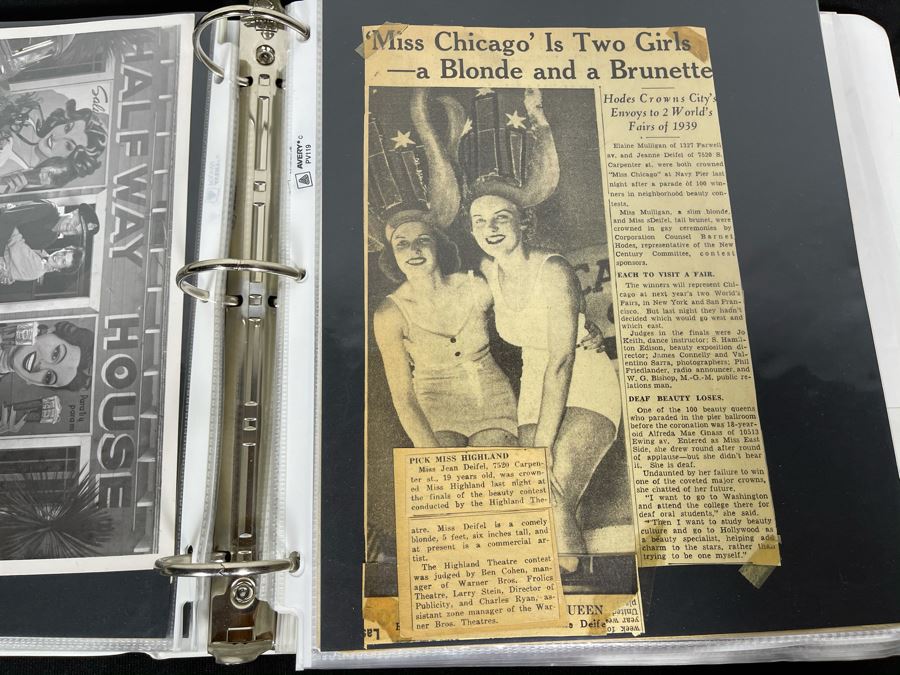 HALFWAY HOUSE
AVERY® c
PV119
'Miss Chicago' Is Two Girls
—a Blonde and a Brunette
Hodes Crowns City's
Envoys to 2 World's
Fairs of 1939
Elaine Mulligan of 1327 Farwell
av. and Jeanne Deifel of 7520 S.
Carpenter st. were both crowned
"Miss Chicago" at Navy Pier last
night after a parade of 100 win-
ners in neighborhood beauty con-
tests.
Miss Mulligan, a slim blonde,
and Miss sDeifel, tall brunet, were
crowned in gay ceremonies by
Corporation Counsel Barnet
Hodes, representative of the New
Century Committee, contest
sponsors.
EACH TO VISIT A FAIR.
The winners will represent Chi-
cago at next year's two World's
Fairs, in New York and San Fran-
cisco. But last night they hadn't
decided which would go west and
which east.
Judges in the finals were Jo
Keith, dance instructor; S. Hamil-
ton Edison, beauty exposition di-
rector; James Connelly and Val-
entino Sarra, photographers; Phil
Friedlander, radio announcer, and
W. G. Bishop, M.-G.-M. public re-
lations man.
DEAF BEAUTY LOSES.
One of the 100 beauty queens
who paraded in the pier ballroom
before the coronation was 18-year-
old Alfreda Mae Gnass of 10513
Ewing av. Entered as Miss East
Side, she drew round after round
of applause—but she didn't hear
it. She is deaf.
Undaunted by her failure to win
one of the coveted major crowns,
she chatted of her future.
"I want to go to Washington
and attend the college there for
deaf oral students," she said.
"Then I want to study beauty
culture and go to Hollywood as
a beauty specialist, helping add
charm to the stars, rather than
trying to be one myself."
PICK MISS HIGHLAND
Miss Jean Deifel, 7520 Carpen-
ter st., 19 years old, was crown-
ed Miss Highland last night at
the finals of the beauty contest
conducted by the Highland The-
atre. Miss Deifel is a comely
blonde, 5 feet, six inches tall, and
at present is a commercial ar-
tist.
The Highland Theatre contest
was judged by Ben Cohen, man-
ager of Warner Bros. Frolics
Theatre, Larry Stein, Director of
Publicity, and Charles Ryan, as-
sistant zone manager of the War-
ner Bros. Theatres.
QUEEN
e Deife
United
year
week to